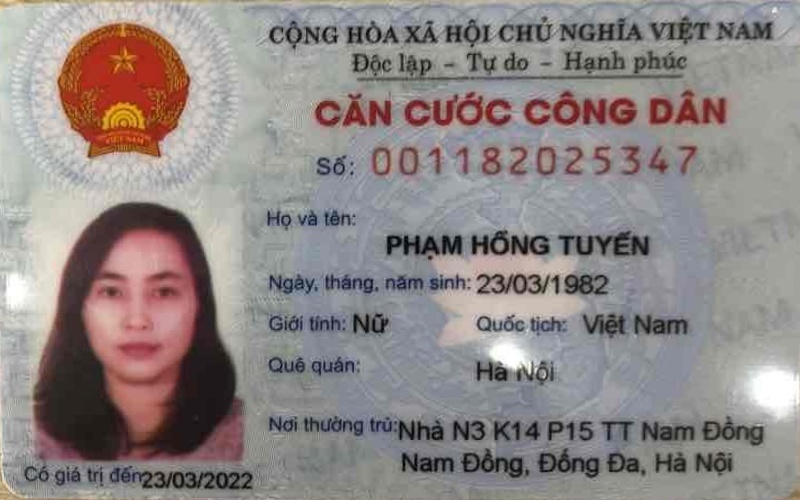 CỘNG HÒA XÃ HỘI CHỦ NGHĨA VIỆT NAM
Độc lập - Tự do - Hạnh phúc
CĂN CƯỚC CÔNG DÂN
Số: 001182025347
Họ và tên:
PHẠM HỒNG TUYẾN
Ngày, tháng, năm sinh: 23/03/1982
Giới tính: Nữ Quốc tịch: Việt Nam
Quê quán: Hà Nội
Nơi thường trú: Nhà N3 K14 P15 TT Nam Đồng
Nam Đồng, Đống Đa, Hà Nội
Có giá trị đến 23/03/2022